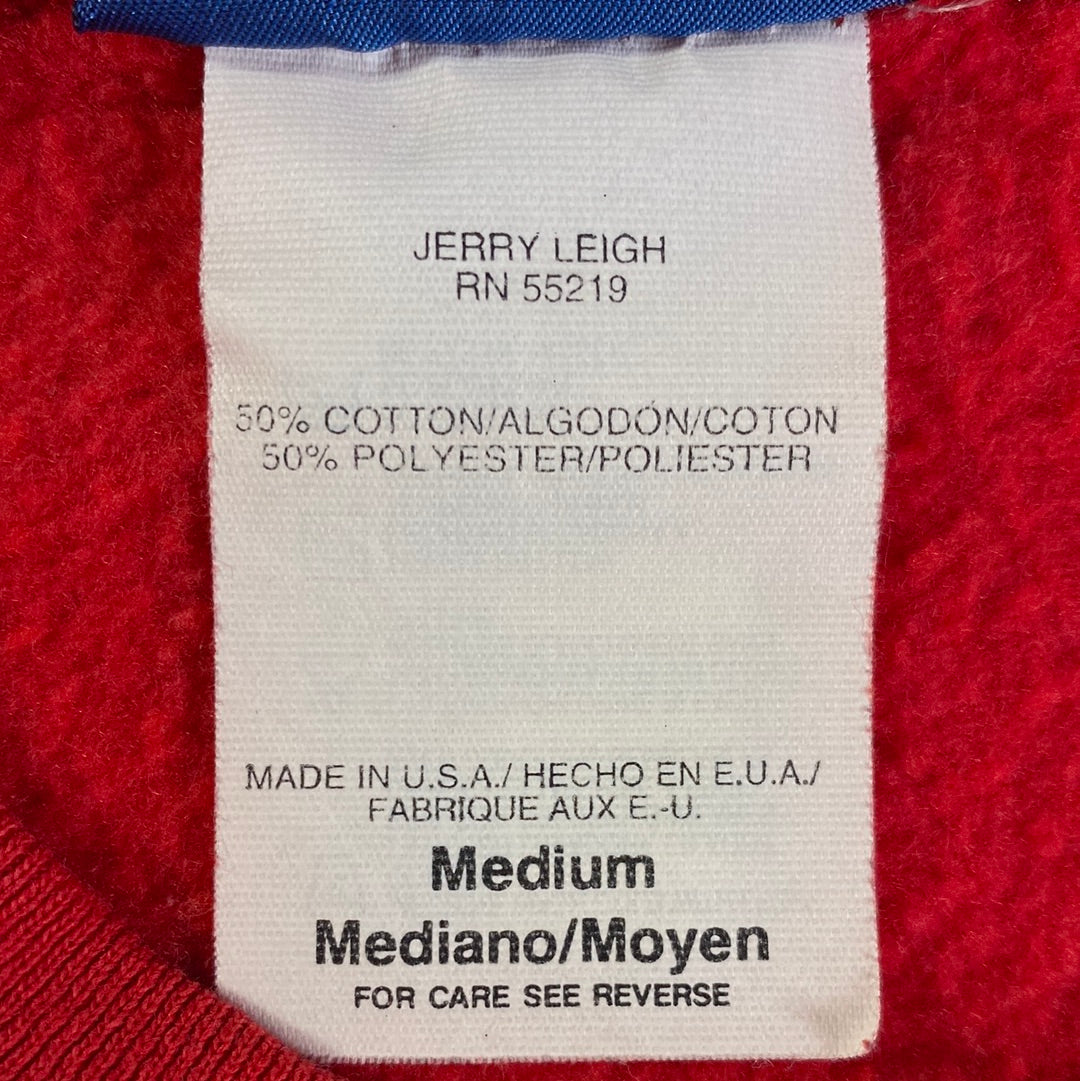 JERRY LEIGH
RN 55219
50% COTTON/ALGODÓN/COTON
50% POLYESTER/POLIESTER
MADE IN U.S.A./ HECHO EN E.U.A./
FABRIQUE AUX E.-U.
Medium
Mediano/Moyen
FOR CARE SEE REVERSE